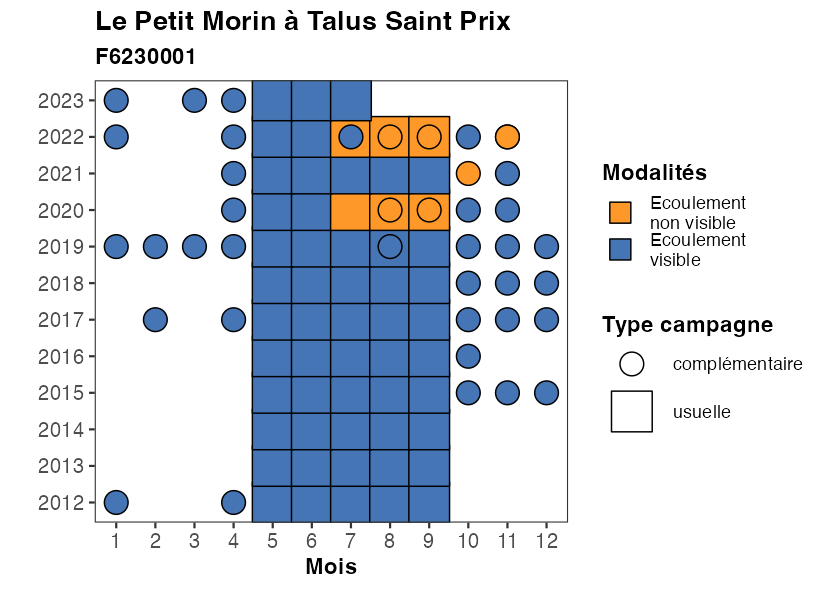 Le Petit Morin à Talus Saint Prix
F6230001
2023
2022
2021
2020
2019
2018
2017
2016
2015
2014
2013
2012
1 2 3 4 5 6 7 8 9 10 11 12
Mois
Modalités
Ecoulement
non visible
Ecoulement
visible
Type campagne
complémentaire
usuelle